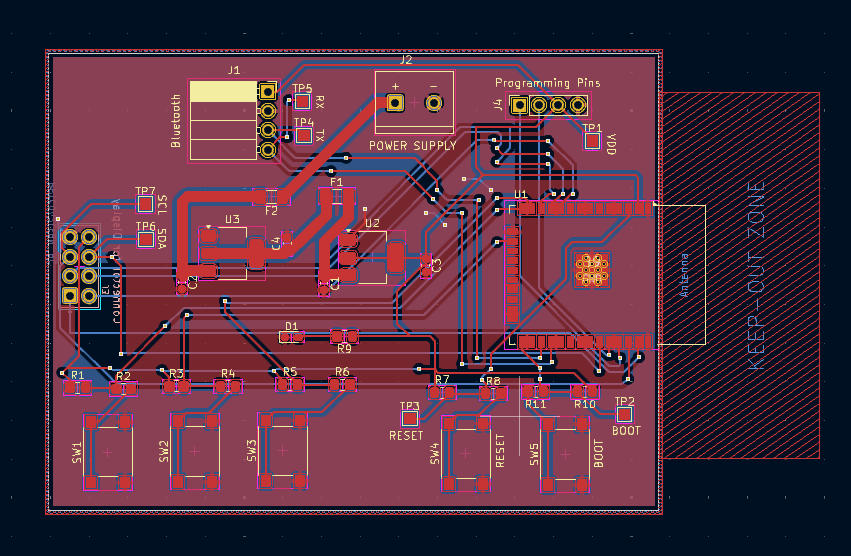 J2
J1
Programming Pins
+
-
TP5
RX
J4
Bluetooth
TP4
TX
TP1
VDD
POWER SUPPLY
F1
TP7
SCL
U1
F2
KEEP-OUT ZONE
U3
U2
TP6
SDA
C4
C3
Antenna
C2
C1
D1
R9
R1
R2
R3
R4
R5
R6
R7
R8
R11
R10
TP3
RESET
TP2
BOOT
SW1
SW2
SW3
SW4
RESET
SW5
BOOT